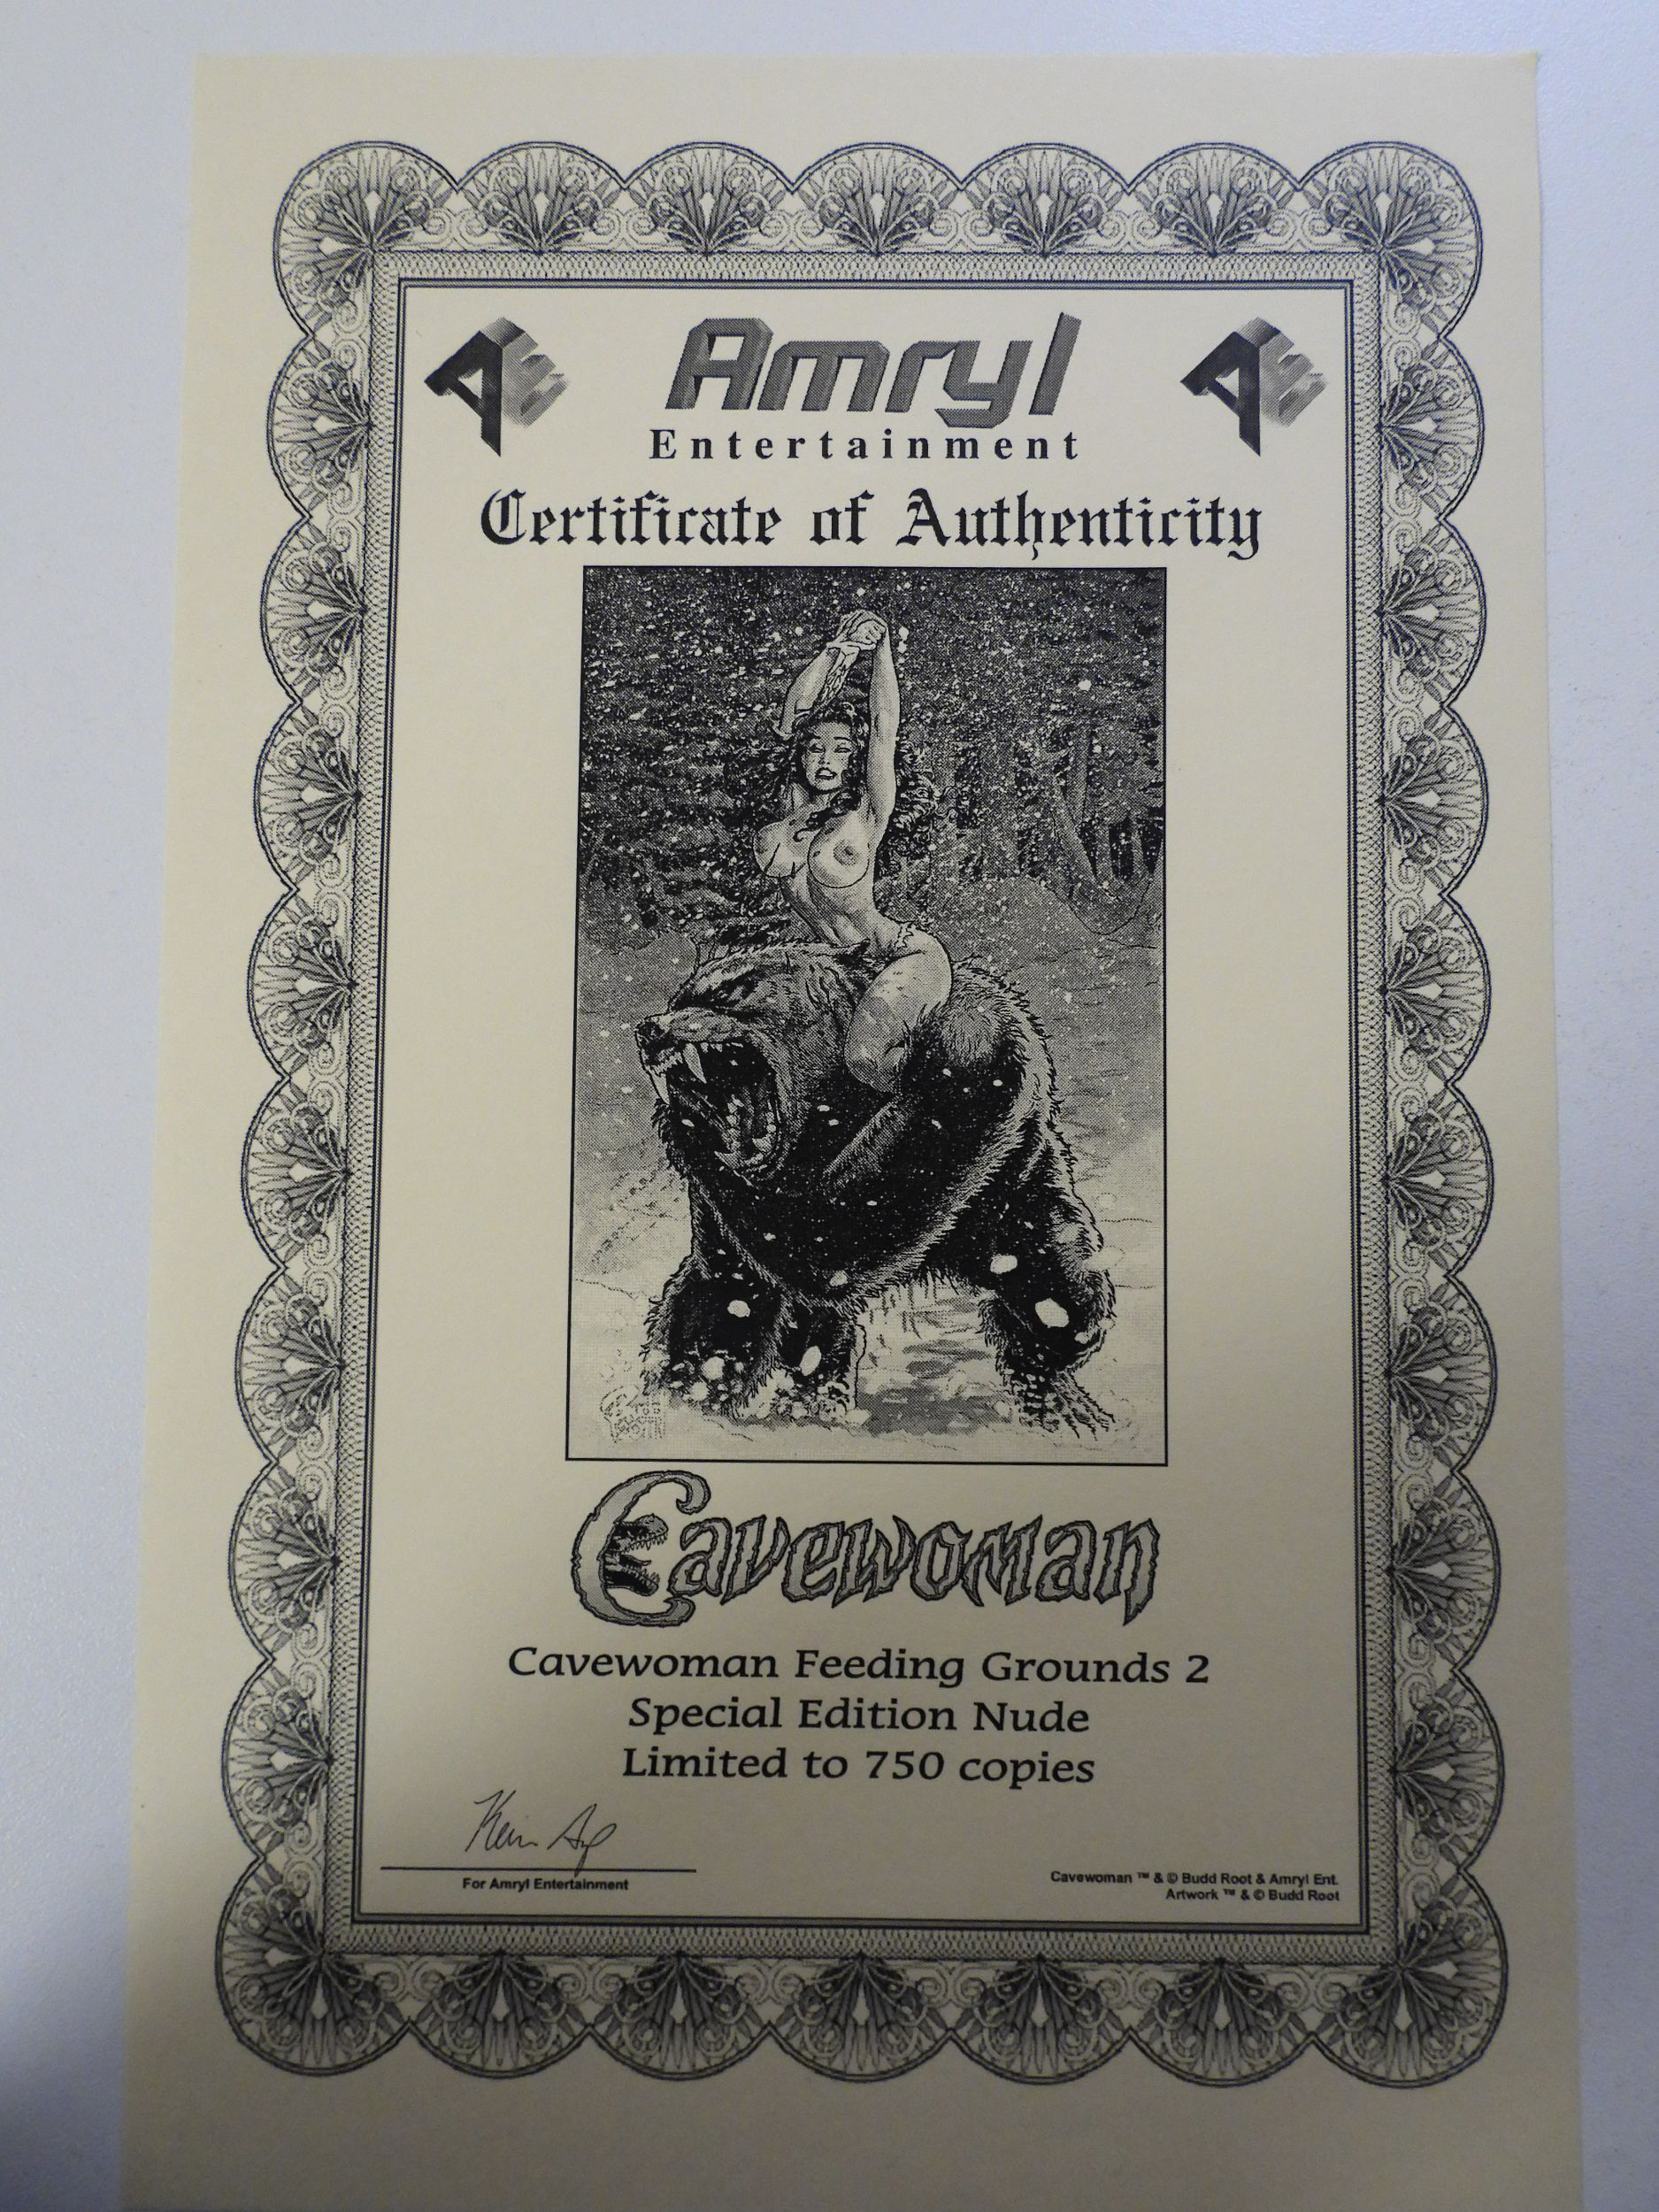 Amryl
Entertainment
Certificate of Authenticity
Cavewoman
Cavewoman Feeding Grounds 2
Special Edition Nude
Limited to 750 copies
For Amryl Entertainment
Cavewoman ™ & © Budd Root & Amryl Ent.
Artwork ™ & © Budd Root